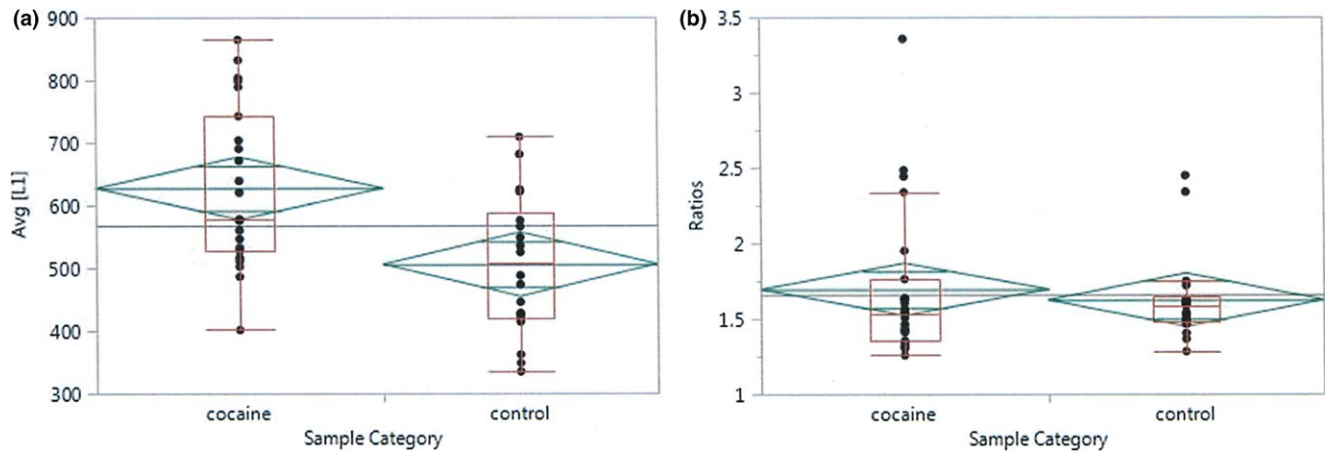 (a)
900
800
700
600
500
400
300
Avg [L1]
cocaine
control
Sample Category
(b)
3.5
3
2.5
2
1.5
1
Ratios
cocaine
control
Sample Category